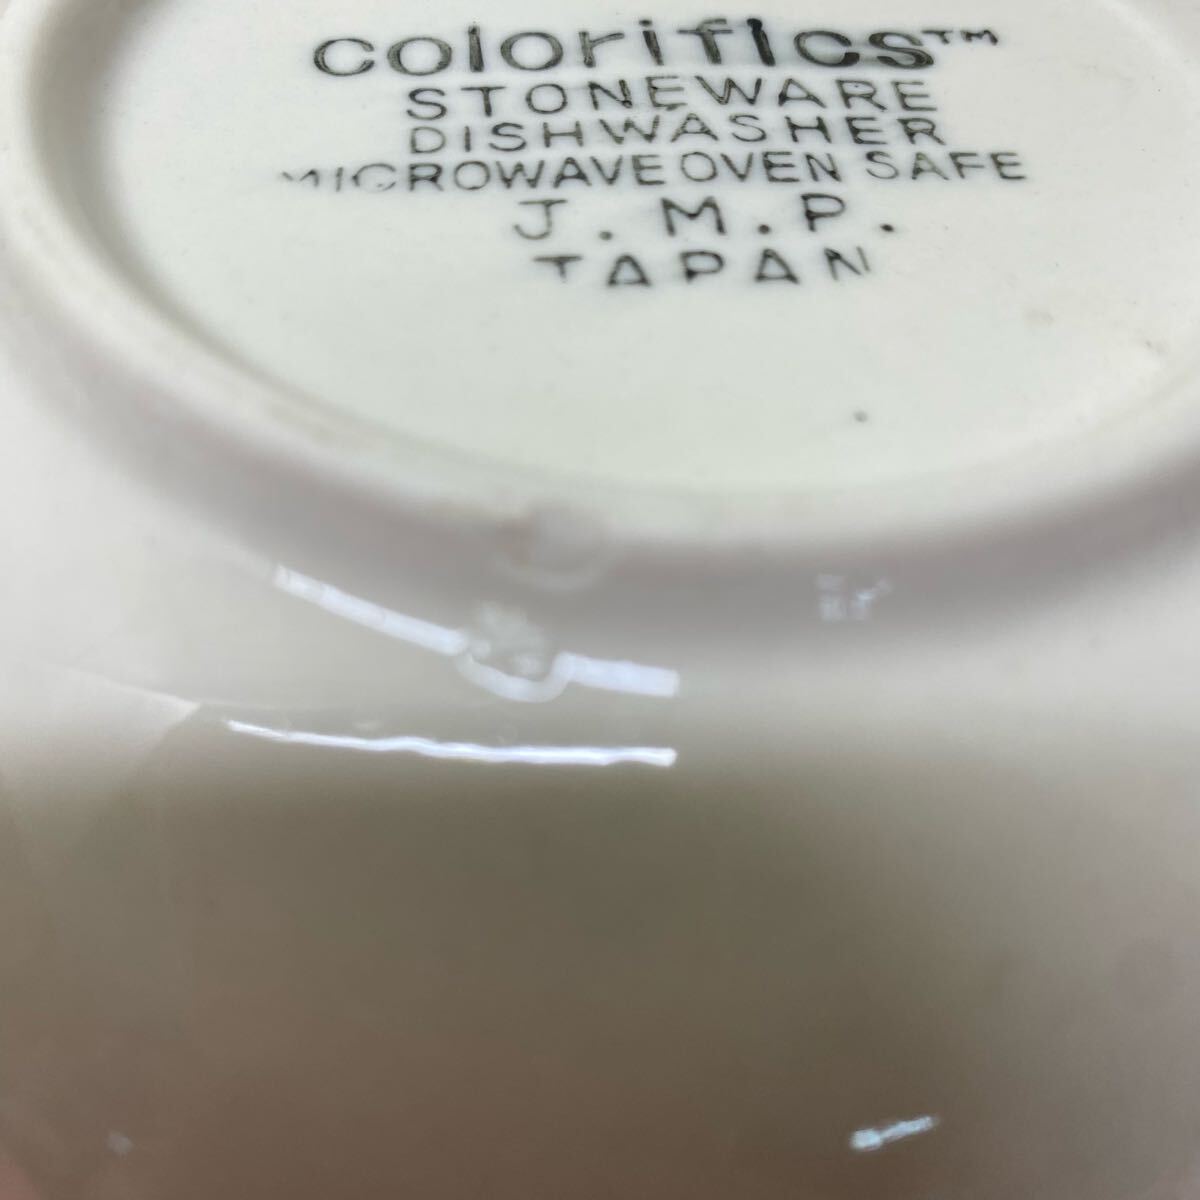 colorifics™
STONEWARE
DISHWASHER
MICROWAVE OVEN SAFE
J.M.P.
JAPAN